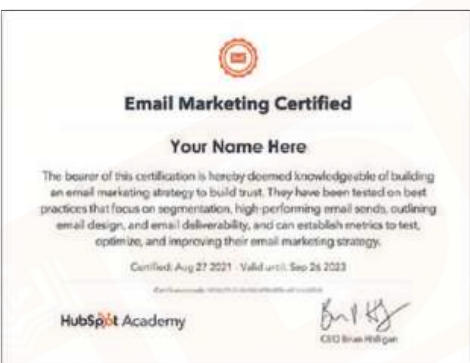 Email Marketing Certified
Your Name Here
The bearer of this certification is hereby deemed knowledgeable of building
an email marketing strategy to build trust. They have been tested on best
practices that focus on segmentation, high-performing email sends, outlining
email design, and email deliverability, and can establish metrics to test,
optimize, and improving their email marketing strategy.
Certified: Aug 27 2021 · Valid until: Sep 26 2023
HubSpot Academy
CEO Brian Halligan